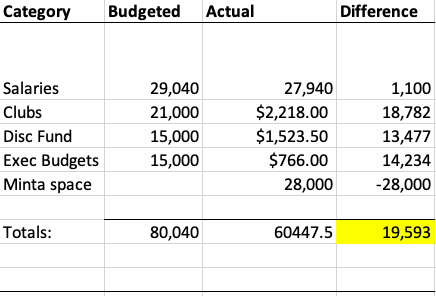 Category Budgeted Actual Difference
Salaries 29,040 27,940 1,100
Clubs 21,000 $2,218.00 18,782
Disc Fund 15,000 $1,523.50 13,477
Exec Budgets 15,000 $766.00 14,234
Minta space 28,000 -28,000
Totals: 80,040 60447.5 19,593